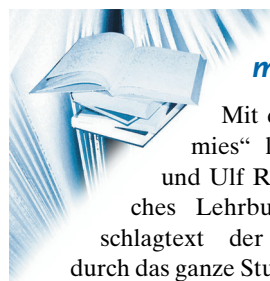 m
Mit
mies“
und Ulf R
ches Lehrbu
schlagtext der
durch das ganze Stu